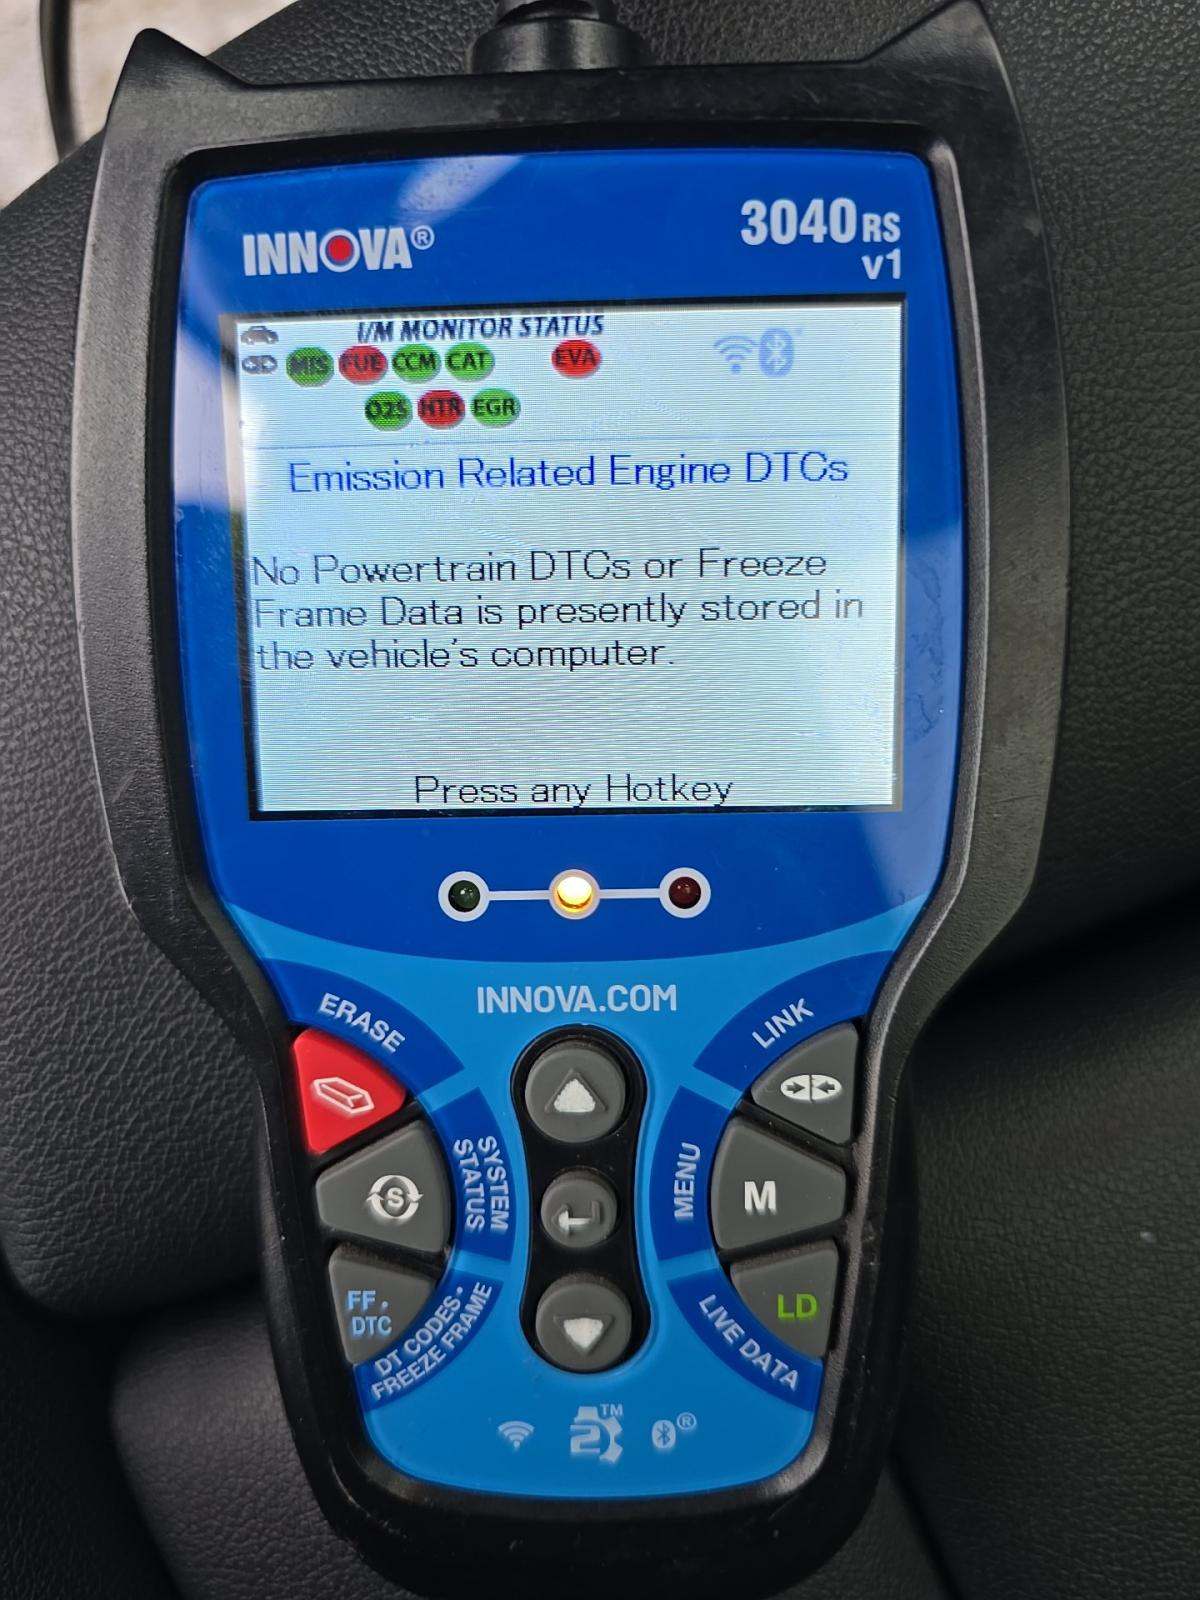 INNOVA®
3040RS
v1
I/M MONITOR STATUS
MIS FUE CCM CAT EVA
O2S HTR EGR
Emission Related Engine DTCs
No Powertrain DTCs or Freeze
Frame Data is presently stored in
the vehicle's computer.
Press any Hotkey
INNOVA.COM
ERASE
LINK
S
SYSTEM
STATUS
MENU
M
FF.
DTC
DT CODES•
FREEZE FRAME
LD
LIVE DATA
2 ™
®